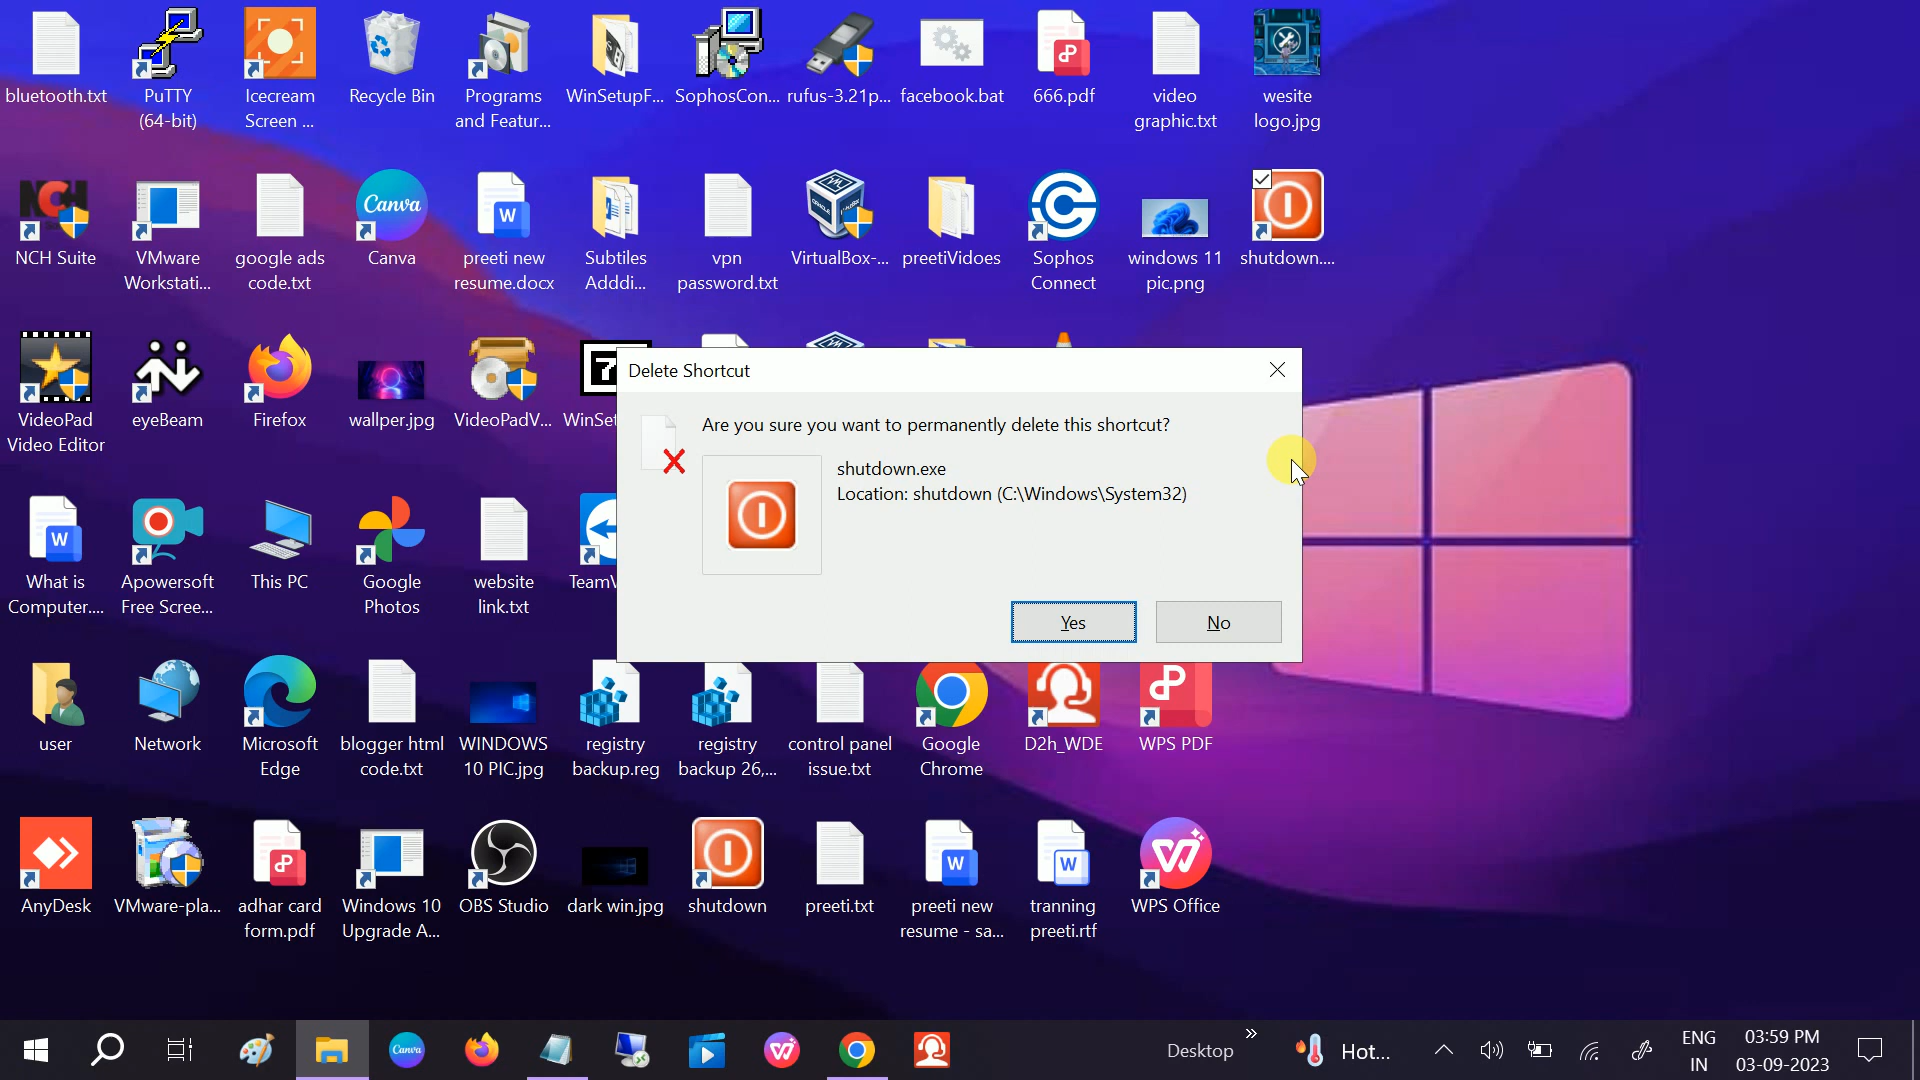 bluetooth.txt
PuTTY
(64-bit)
Icecream
Screen ...
Recycle Bin
Programs
and Featur...
WinSetupF...
SophosCon...
rufus-3.21p...
facebook.bat
666.pdf
video
graphic.txt
wesite
logo.jpg
NCH
NCH Suite
VMware
Workstati...
google ads
code.txt
Canva
Canva
W
preeti new
resume.docx
Subtiles
Adddi...
vpn
password.txt
VirtualBox-...
preetiVidoes
Sophos
Connect
windows 11
pic.png
shutdown....
VideoPad
Video Editor
eyeBeam
Firefox
wallper.jpg
VideoPadV...
WinSet
Delete Shortcut
Are you sure you want to permanently delete this shortcut?
shutdown.exe
Location: shutdown (C:\Windows\System32)
Yes
No
W
What is
Computer....
Apowersoft
Free Scree...
This PC
Google
Photos
website
link.txt
TeamV
user
Network
Microsoft
Edge
blogger html
code.txt
WINDOWS
10 PIC.jpg
registry
backup.reg
registry
backup 26,...
control panel
issue.txt
Google
Chrome
D2h_WDE
WPS PDF
AnyDesk
VMware-pla...
adhar card
form.pdf
Windows 10
Upgrade A...
OBS Studio
dark win.jpg
shutdown
preeti.txt
W
preeti new
resume - sa...
W
tranning
preeti.rtf
WPS Office
Canva
Desktop
Hot...
ENG
IN
03:59 PM
03-09-2023